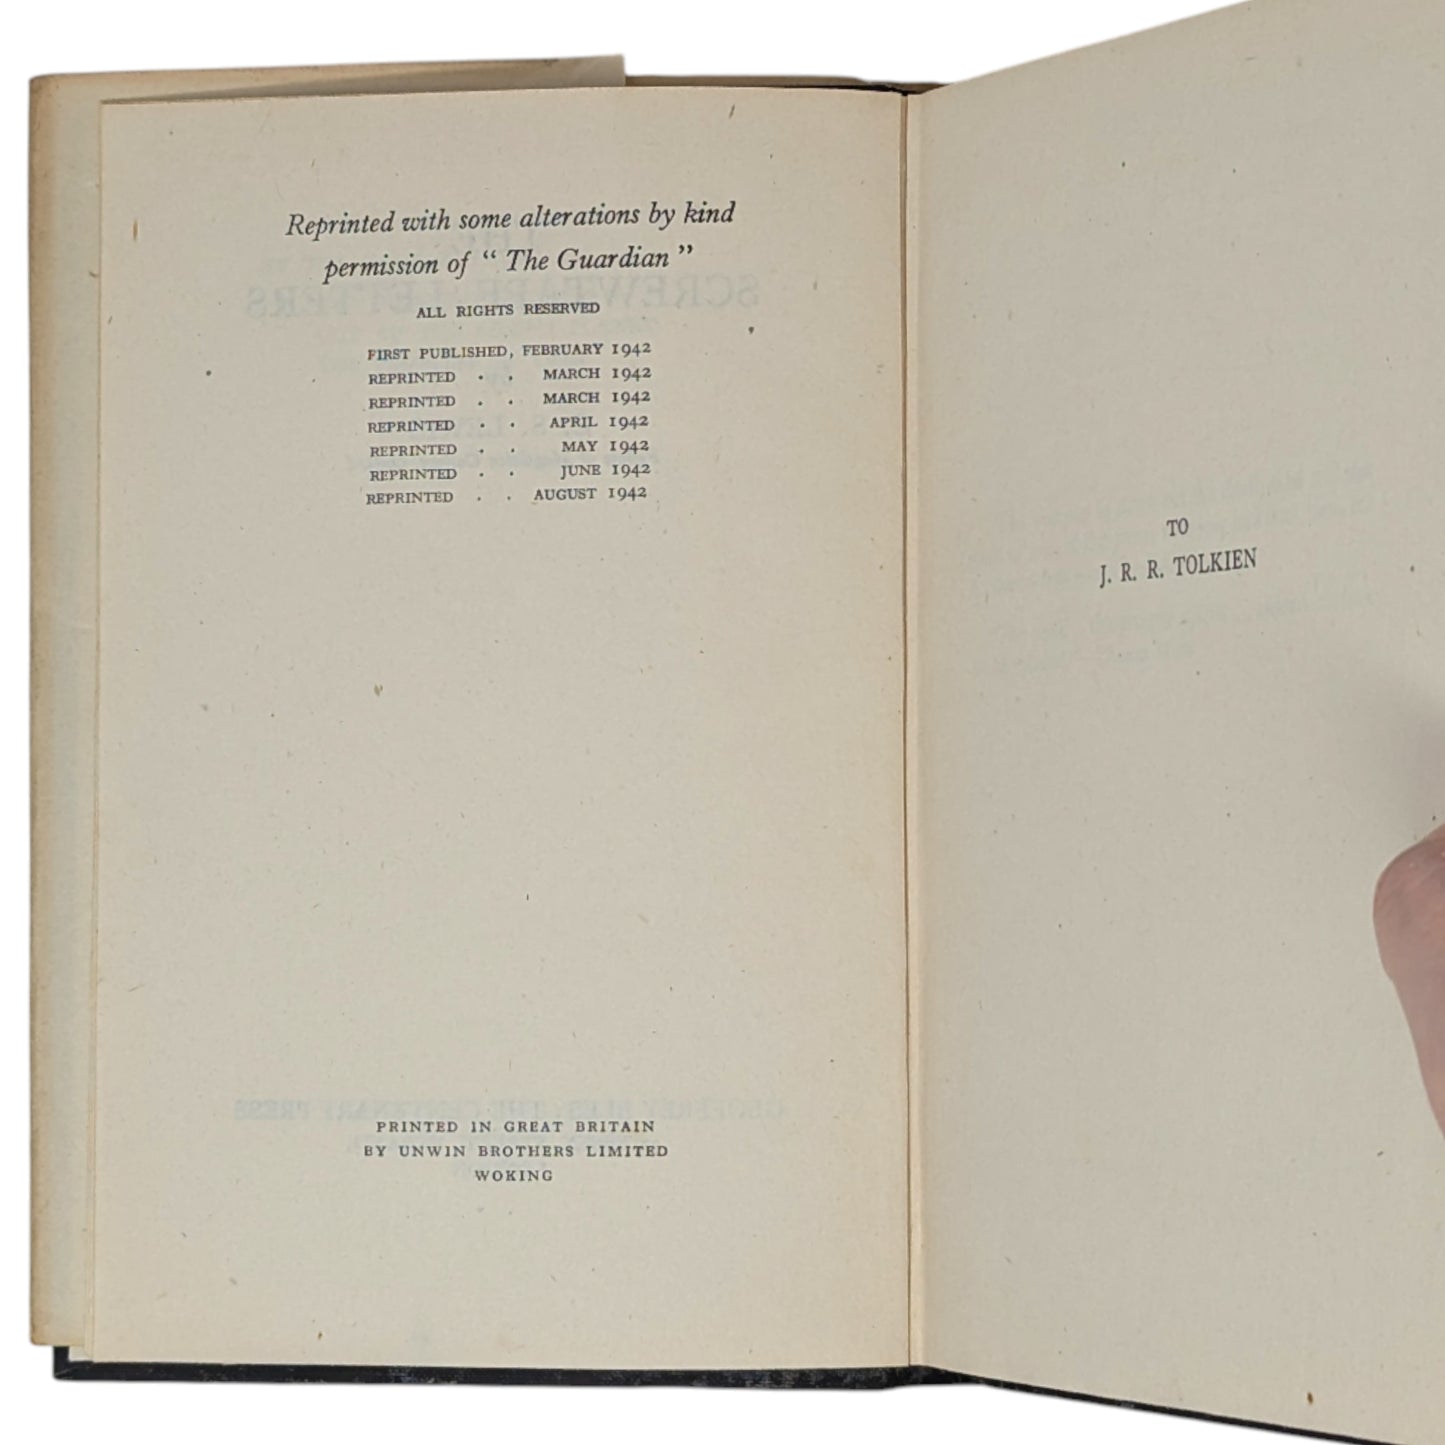 Reprinted with some alterations by kind
permission of “ The Guardian ”
ALL RIGHTS RESERVED
FIRST PUBLISHED, FEBRUARY 1942
REPRINTED . . MARCH 1942
REPRINTED . . MARCH 1942
REPRINTED . . APRIL 1942
REPRINTED . . MAY 1942
REPRINTED . . JUNE 1942
REPRINTED . . AUGUST 1942
PRINTED IN GREAT BRITAIN
BY UNWIN BROTHERS LIMITED
WOKING
TO
J. R. R. TOLKIEN